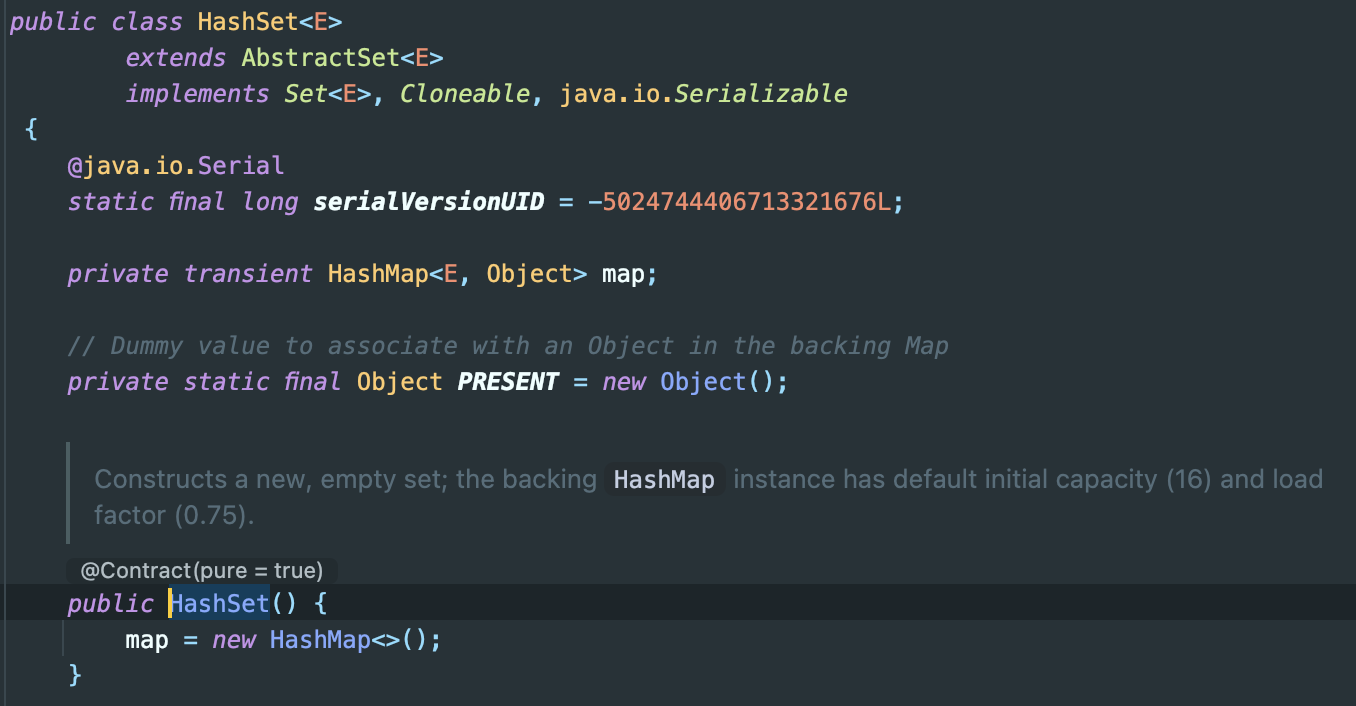 public class HashSet<E>
extends AbstractSet<E>
implements Set<E>, Cloneable, java.io.Serializable
{
@java.io.Serial
static final long serialVersionUID = -5024744406713321676L;
private transient HashMap<E, Object> map;
// Dummy value to associate with an Object in the backing Map
private static final Object PRESENT = new Object();
Constructs a new, empty set; the backing HashMap instance has default initial capacity (16) and load
factor (0.75).
@Contract(pure = true)
public HashSet() {
map = new HashMap<>();
}